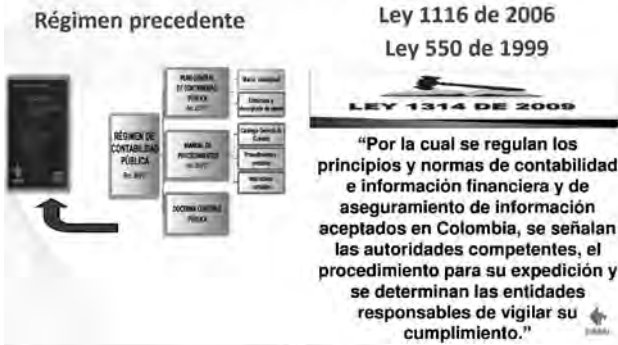 Régimen precedente
RÉGIMEN DE
CONTABILIDAD
PÚBLICA
PLAN GENERAL
DE CONTABILIDAD
PÚBLICA
MANUAL DE
PROCEDIMIENTOS
DOCTRINA CONTABLE
PÚBLICA
Marco conceptual
Ley 1116 de 2006
Ley 550 de 1999
LEY 1314 DE 2009
“Por la cual se regulan los
principios y normas de contabilidad
e información financiera y de
aseguramiento de información
aceptados en Colombia, se señalan
las autoridades competentes, el
procedimiento para su expedición y
se determinan las entidades
responsables de vigilar su
cumplimiento.”